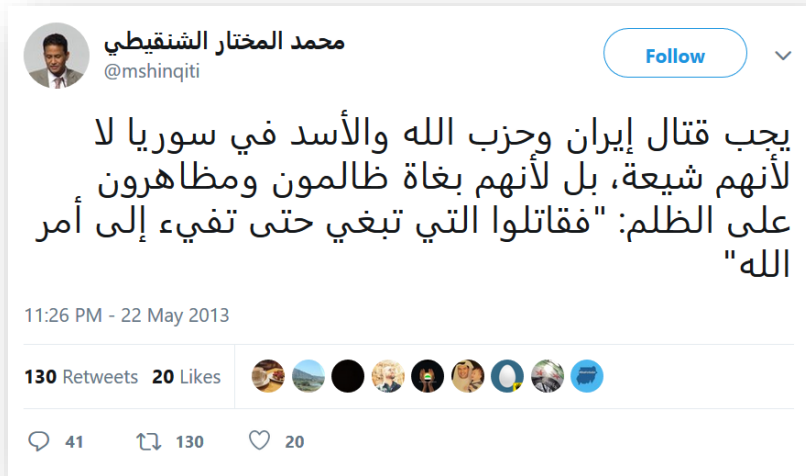 محمد المختار الشنقيطي
@mshinqiti
Follow
يجب قتال إيران وحزب الله والأسد في سوريا لا
لأنهم شيعة، بل لأنهم بغاة ظالمون ومظاهرون
على الظلم: "فقاتلوا التي تبغي حتى تفيء إلى أمر
الله"
11:26 PM - 22 May 2013
130 Retweets 20 Likes
41 130 20